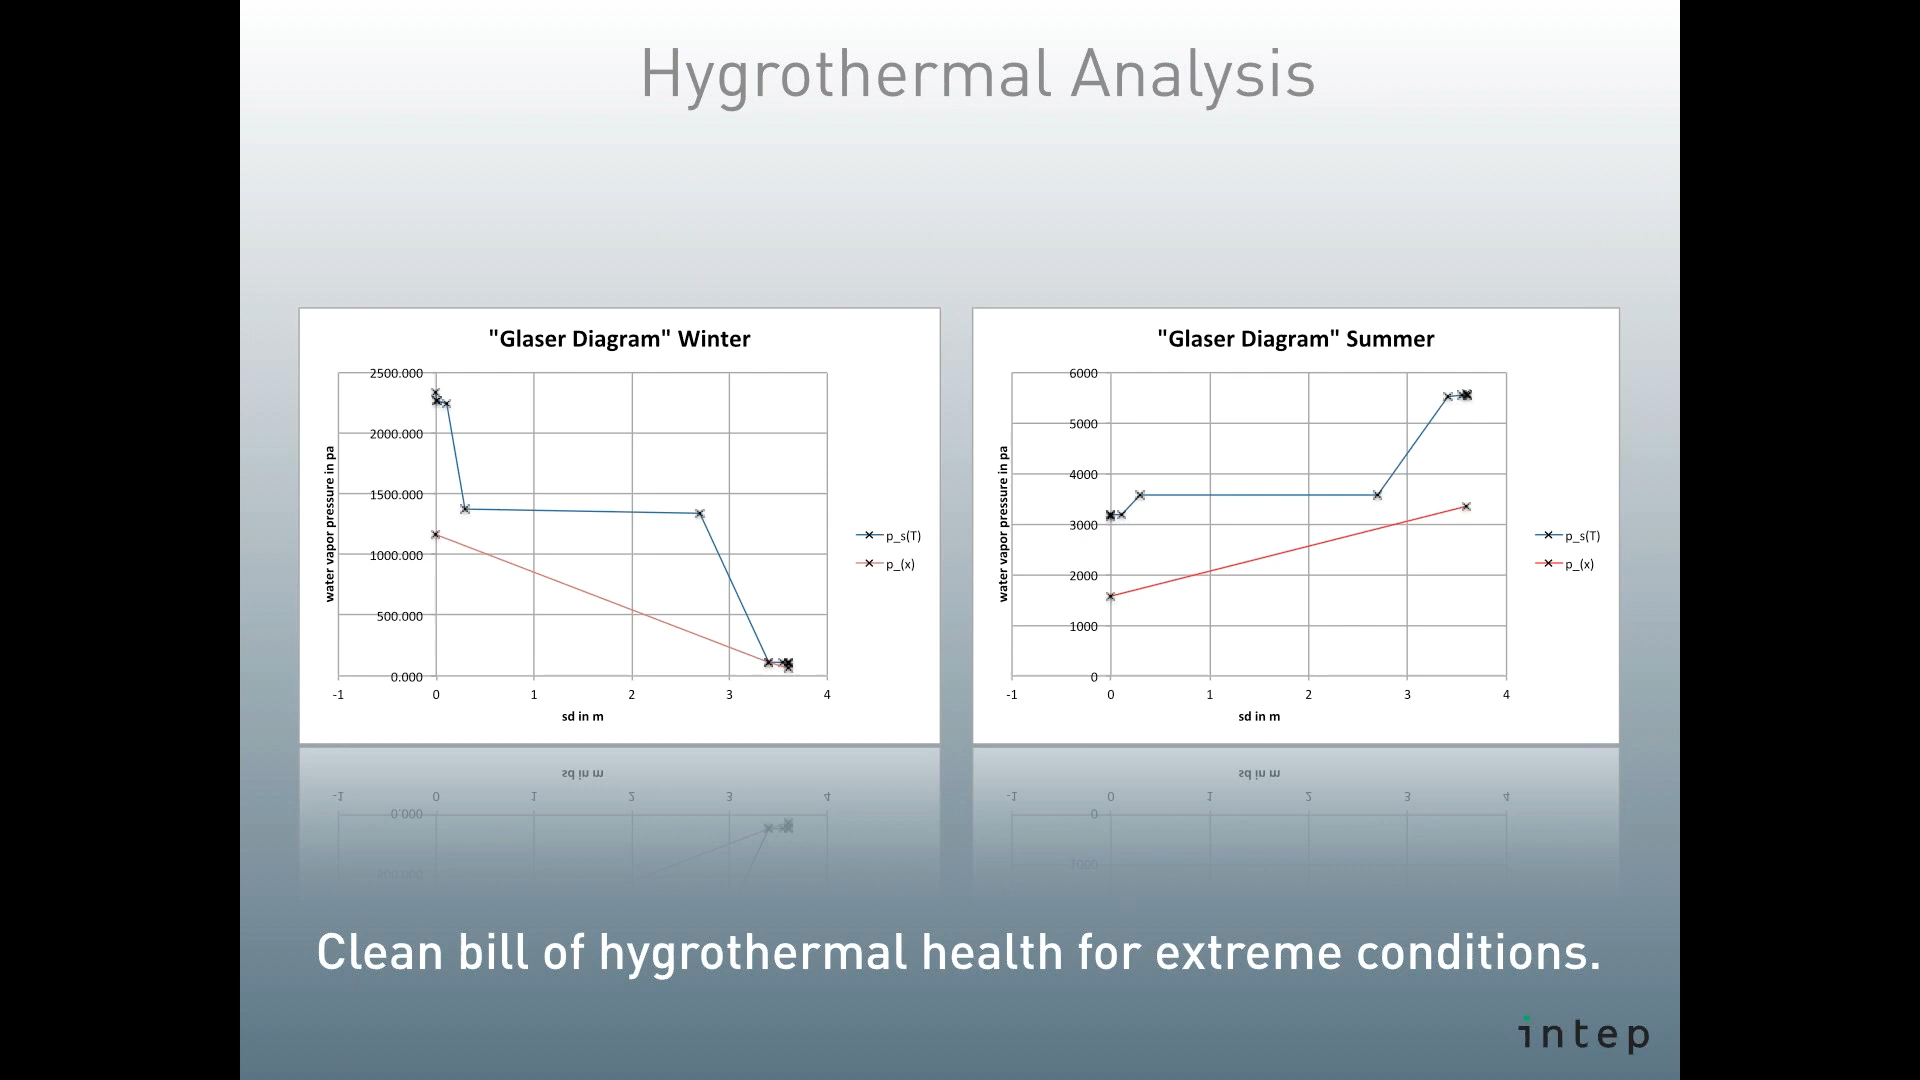 Hygrothermal Analysis
"Glaser Diagram" Winter
2500.000
2000.000
1500.000
1000.000
500.000
0.000
water vapor pressure in pa
-1 0 1 2 3 4
sd in m
p_s(T)
p_(x)
"Glaser Diagram" Summer
6000
5000
4000
3000
2000
1000
0
water vapor pressure in pa
-1 0 1 2 3 4
sd in m
p_s(T)
p_(x)
Clean bill of hygrothermal health for extreme conditions.
intep